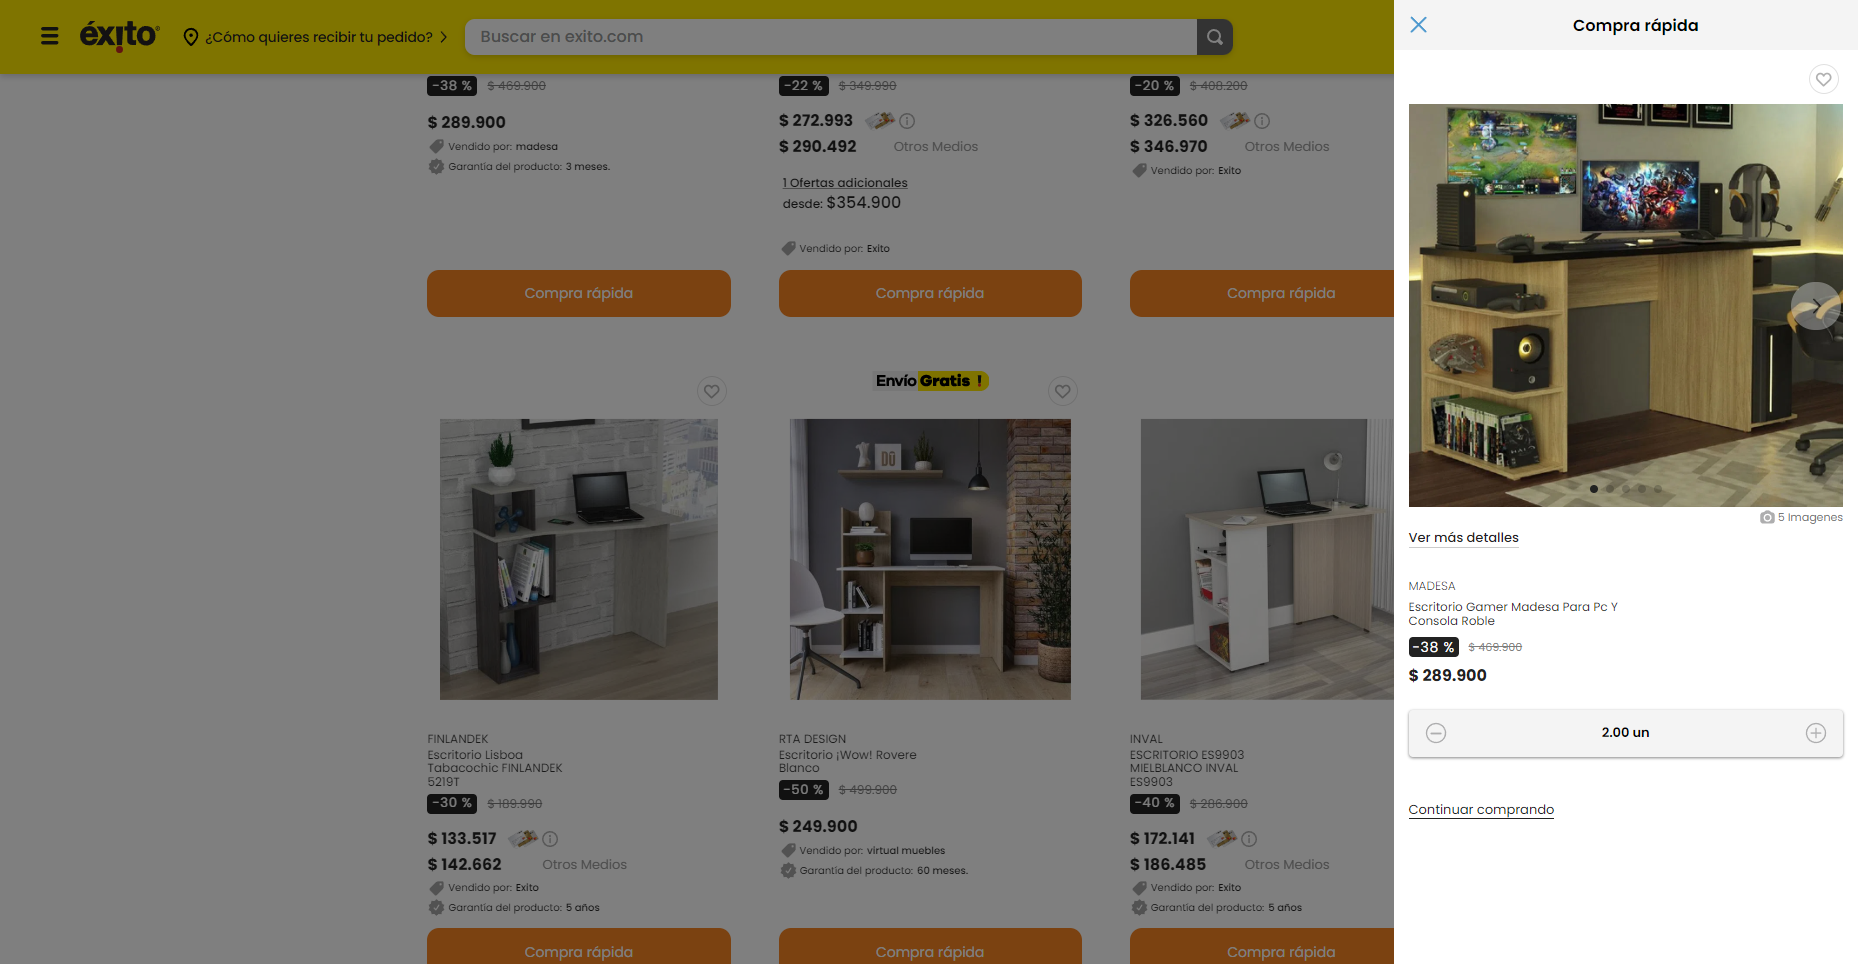 éxito
¿Cómo quieres recibir tu pedido?
Buscar en exito.com
-38 % $ 469.900
$ 289.900
Vendido por: madesa
Garantía del producto: 3 meses.
Compra rápida
-22 % $ 349.990
$ 272.993
$ 290.492 Otros Medios
1 Ofertas adicionales
desde: $354.900
Vendido por: Exito
Compra rápida
-20 % $ 408.200
$ 326.560
$ 346.970 Otros Medios
Vendido por: Exito
Compra rápida
FINLANDEK
Escritorio Lisboa
Tabacochic FINLANDEK
5219T
-30 % $ 189.990
$ 133.517
$ 142.662 Otros Medios
Vendido por: Exito
Garantía del producto: 5 años
Compra rápida
Envío Gratis !
RTA DESIGN
Escritorio ¡Wow! Rovere
Blanco
-50 % $ 499.900
$ 249.900
Vendido por: virtual muebles
Garantía del producto: 60 meses.
Compra rápida
INVAL
ESCRITORIO ES9903
MIELBLANCO INVAL
ES9903
-40 % $ 286.900
$ 172.141
$ 186.485 Otros Medios
Vendido por: Exito
Garantía del producto: 5 años
Compra rápida
Compra rápida
5 Imagenes
Ver más detalles
MADESA
Escritorio Gamer Madesa Para Pc Y
Consola Roble
-38 % $ 469.900
$ 289.900
2.00 un
Continuar comprando